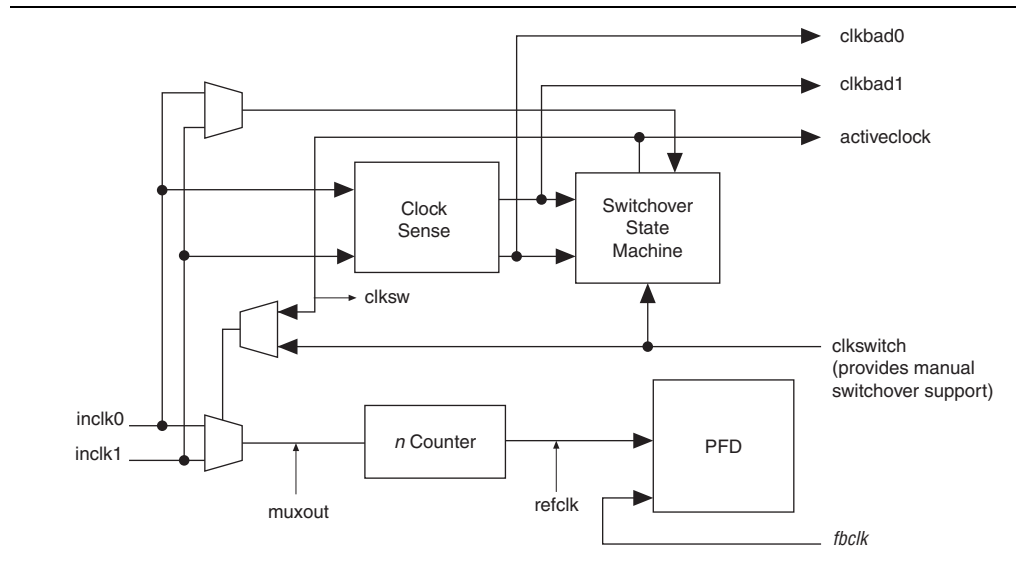 clkbad0
clkbad1
activeclock
Clock
Sense
Switchover
State
Machine
clksw
clkswitch
(provides manual
switchover support)
inclk0
inclk1
n Counter
PFD
muxout
refclk
fbclk